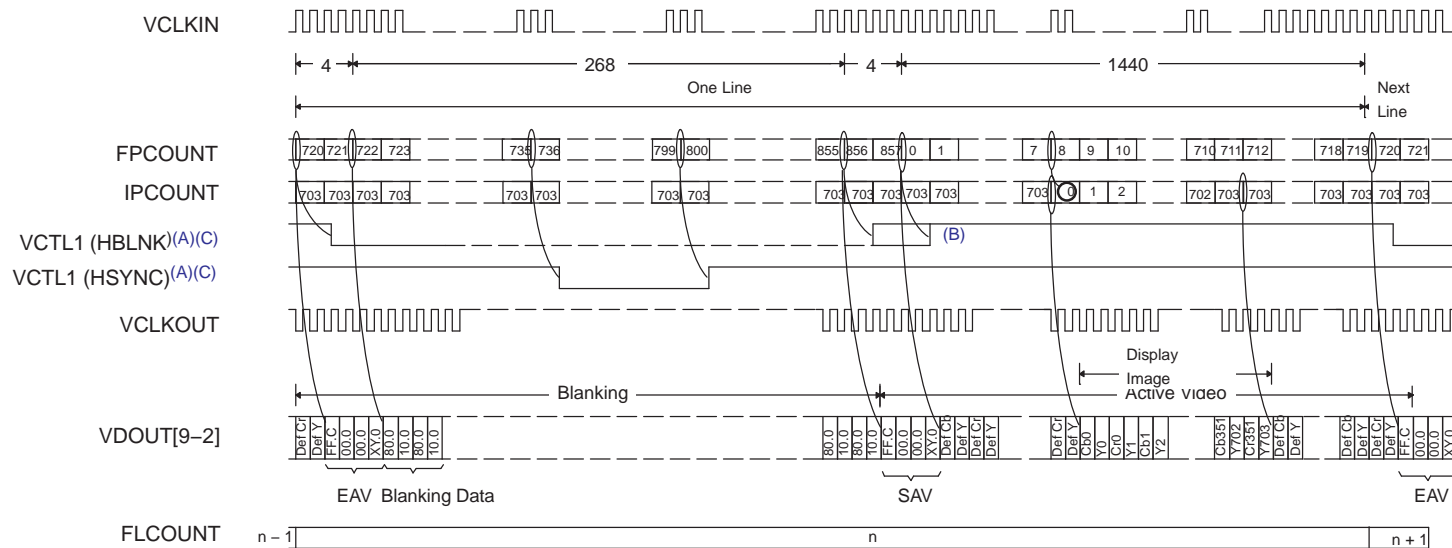 VCLKIN
4 268 4 1440
One Line
Next
Line
FPCOUNT 720 721 722 723 735 736 799 800 855 856 857 0 1 7 8 9 10 710 711 712 718 719 720 721
IPCOUNT 703 703 703 703 703 703 703 703 703 703 703 703 703 703 0 1 2 702 703 703 703 703 703 703
VCTL1 (HBLNK)(A)(C) (B)
VCTL1 (HSYNC)(A)(C)
VCLKOUT
Display
Image
Blanking Active Video
VDOUT[9–2] Def Cr Def Y FF.C 00.0 00.0 XY.0 80.0 10.0 80.0 10.0 80.0 10.0 80.0 10.0 FF.C 00.0 00.0 XY.0 Def Cb Def Y Def Cr Def Y Def Cr Def Y Cb0 Y0 Cr0 Y1 Cb1 Y2 Cb351 Y702 Cr351 Y703 Def Cb Def Y Def Cb Def Y Def Cr Def Y FF.C 00.0 00.0 XY.0
EAV Blanking Data SAV EAV
FLCOUNT n – 1 n n + 1